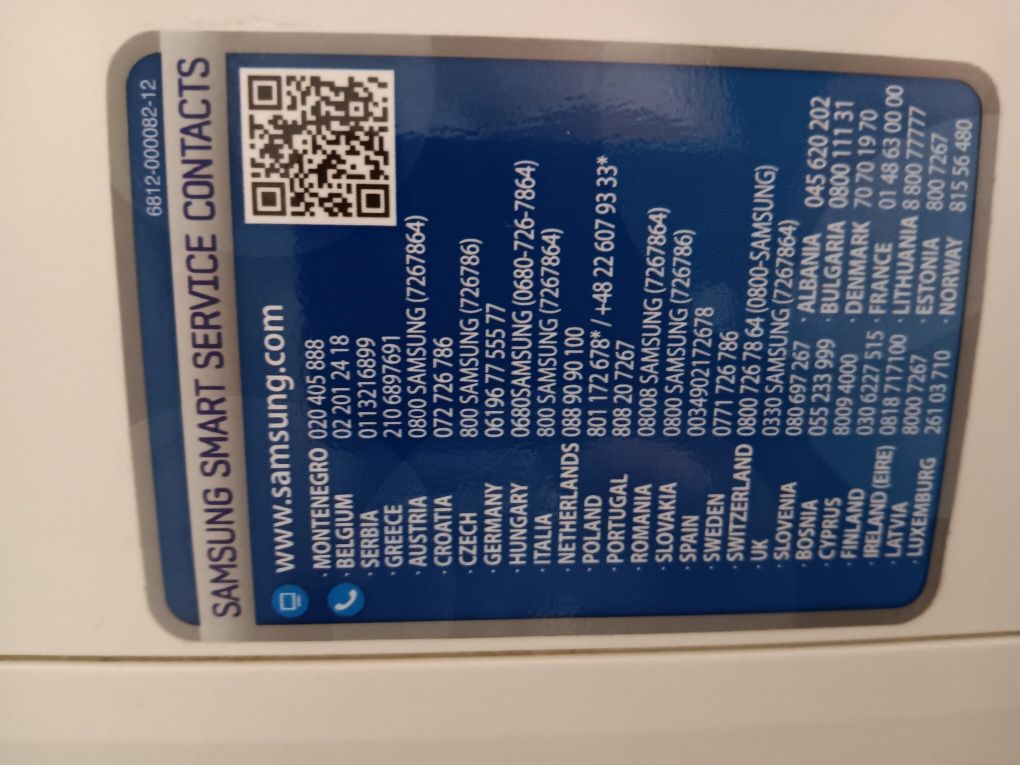 6812-000082-12
SAMSUNG SMART SERVICE CONTACTS
www.samsung.com
· MONTENEGRO 020 405 888
· BELGIUM 02 201 24 18
· SERBIA 0113216899
· GREECE 210 6897691
· AUSTRIA 0800 SAMSUNG (7267864)
· CROATIA 072 726 786
· CZECH 800 SAMSUNG (726786)
· GERMANY 06196 77 555 77
· HUNGARY 0680SAMSUNG (0680-726-7864)
· ITALIA 800 SAMSUNG (7267864)
· NETHERLANDS 088 90 90 100
· POLAND 801 172 678* / +48 22 607 93 33*
· PORTUGAL 808 20 7267
· ROMANIA 08008 SAMSUNG (7267864)
· SLOVAKIA 0800 SAMSUNG (726786)
· SPAIN 0034902172678
· SWEDEN 0771 726 786
· SWITZERLAND 0800 726 78 64 (0800-SAMSUNG)
· UK 0330 SAMSUNG (7267864)
· SLOVENIA 080 697 267 · ALBANIA 045 620 202
· BOSNIA 055 233 999 · BULGARIA 0800 111 31
· CYPRUS 8009 4000 · DENMARK 70 70 19 70
· FINLAND 030 6227 515 · FRANCE 01 48 63 00 00
· IRELAND (EIRE) 0818 717100 · LITHUANIA 8 800 77777
· LATVIA 8000 7267 · ESTONIA 800 7267
· LUXEMBURG 261 03 710 · NORWAY 815 56 480